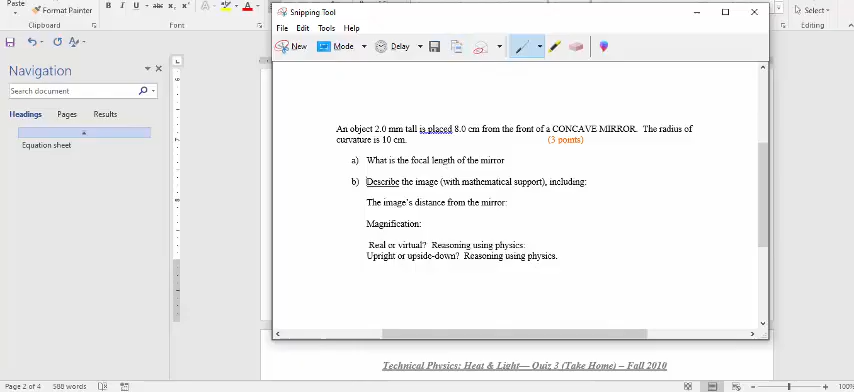 Paste
Format Painter
B I U abc x₂ x²
Select
Clipboard
Font
Editing
Snipping Tool
File Edit Tools Help
New Mode Delay
Navigation
Search document
Headings Pages Results
Equation sheet
An object 2.0 mm tall is placed 8.0 cm from the front of a CONCAVE MIRROR. The radius of
curvature is 10 cm. (3 points)
a) What is the focal length of the mirror
b) Describe the image (with mathematical support), including:
The image's distance from the mirror:
Magnification:
Real or virtual? Reasoning using physics:
Upright or upside-down? Reasoning using physics.
Technical Physics: Heat & Light— Quiz 3 (Take Home) – Fall 2010
Page 2 of 4 588 words
100%